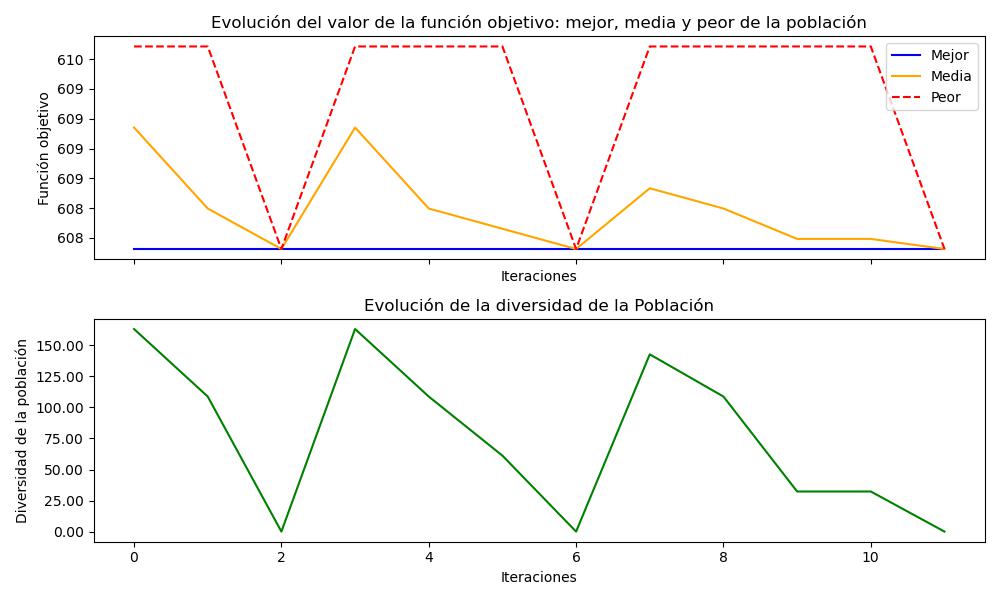 Evolución del valor de la función objetivo: mejor, media y peor de la población
Función objetivo
610
609
609
609
609
608
608
Mejor
Media
Peor
Iteraciones
Evolución de la diversidad de la Población
Diversidad de la población
150.00
125.00
100.00
75.00
50.00
25.00
0.00
0 2 4 6 8 10
Iteraciones